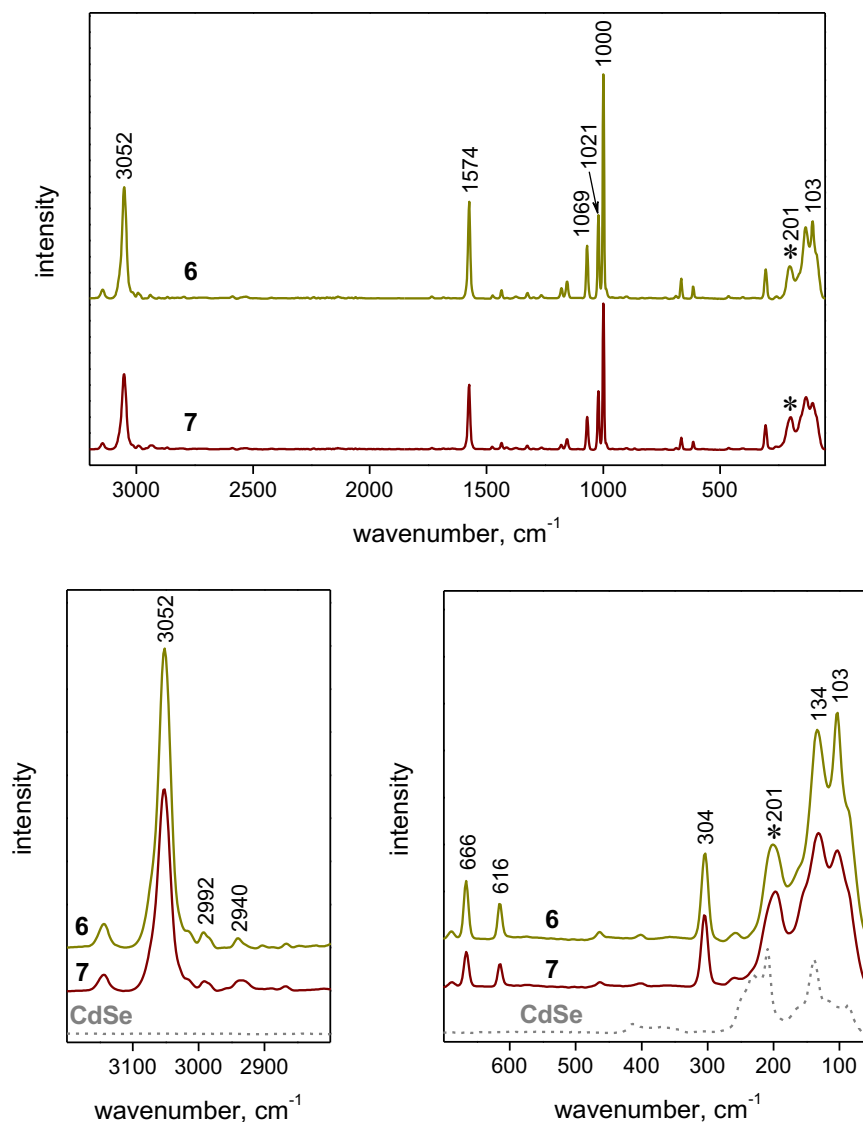 intensity
3052
1574
1069
1021
1000
*201
103
6
7
*
3000 2500 2000 1500 1000 500
wavenumber, cm-1
intensity
3052
2992
2940
6
7
CdSe
3100 3000 2900
wavenumber, cm-1
intensity
666
616
304
*201
134
103
6
7
CdSe
600 500 400 300 200 100
wavenumber, cm-1